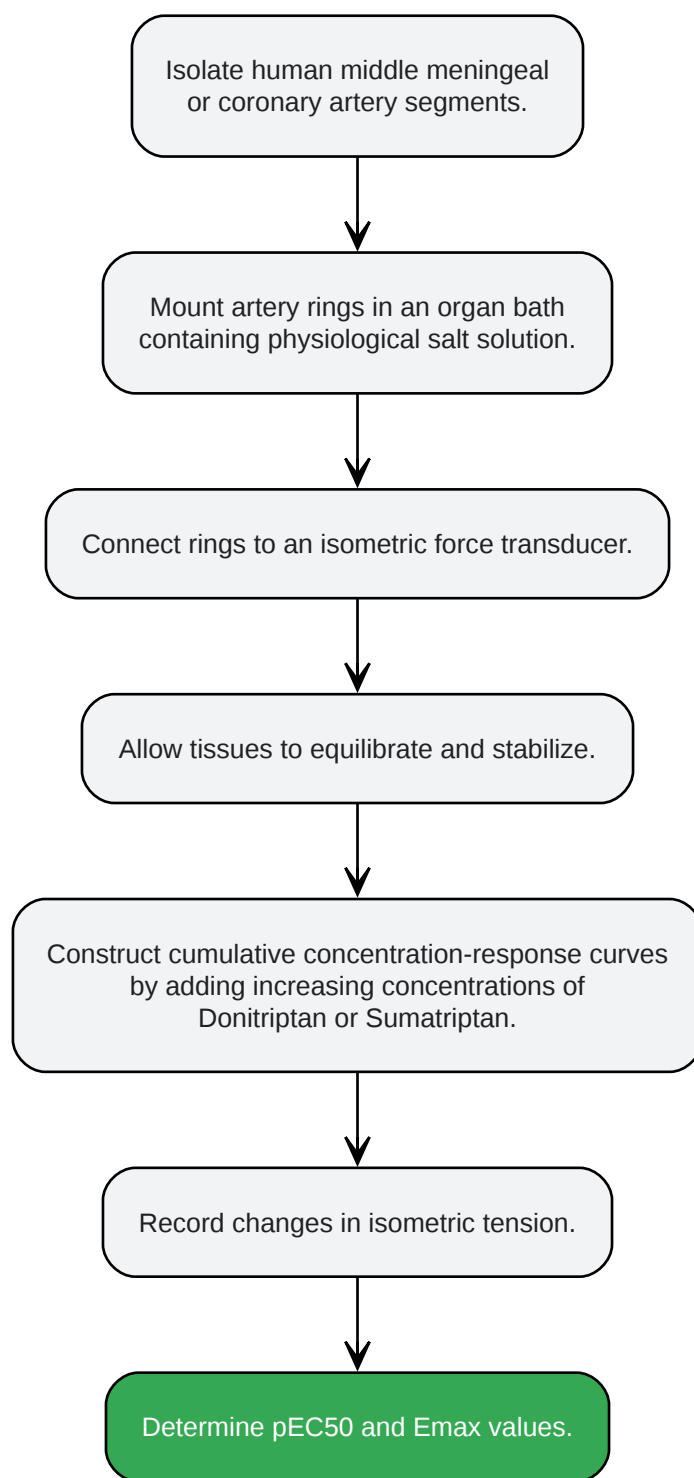 Isolate human middle meningeal
or coronary artery segments.
Mount artery rings in an organ bath
containing physiological salt solution.
Connect rings to an isometric force transducer.
Allow tissues to equilibrate and stabilize.
Construct cumulative concentration-response curves
by adding increasing concentrations of
Donitriptan or Sumatriptan.
Record changes in isometric tension.
Determine pEC50 and Emax values.